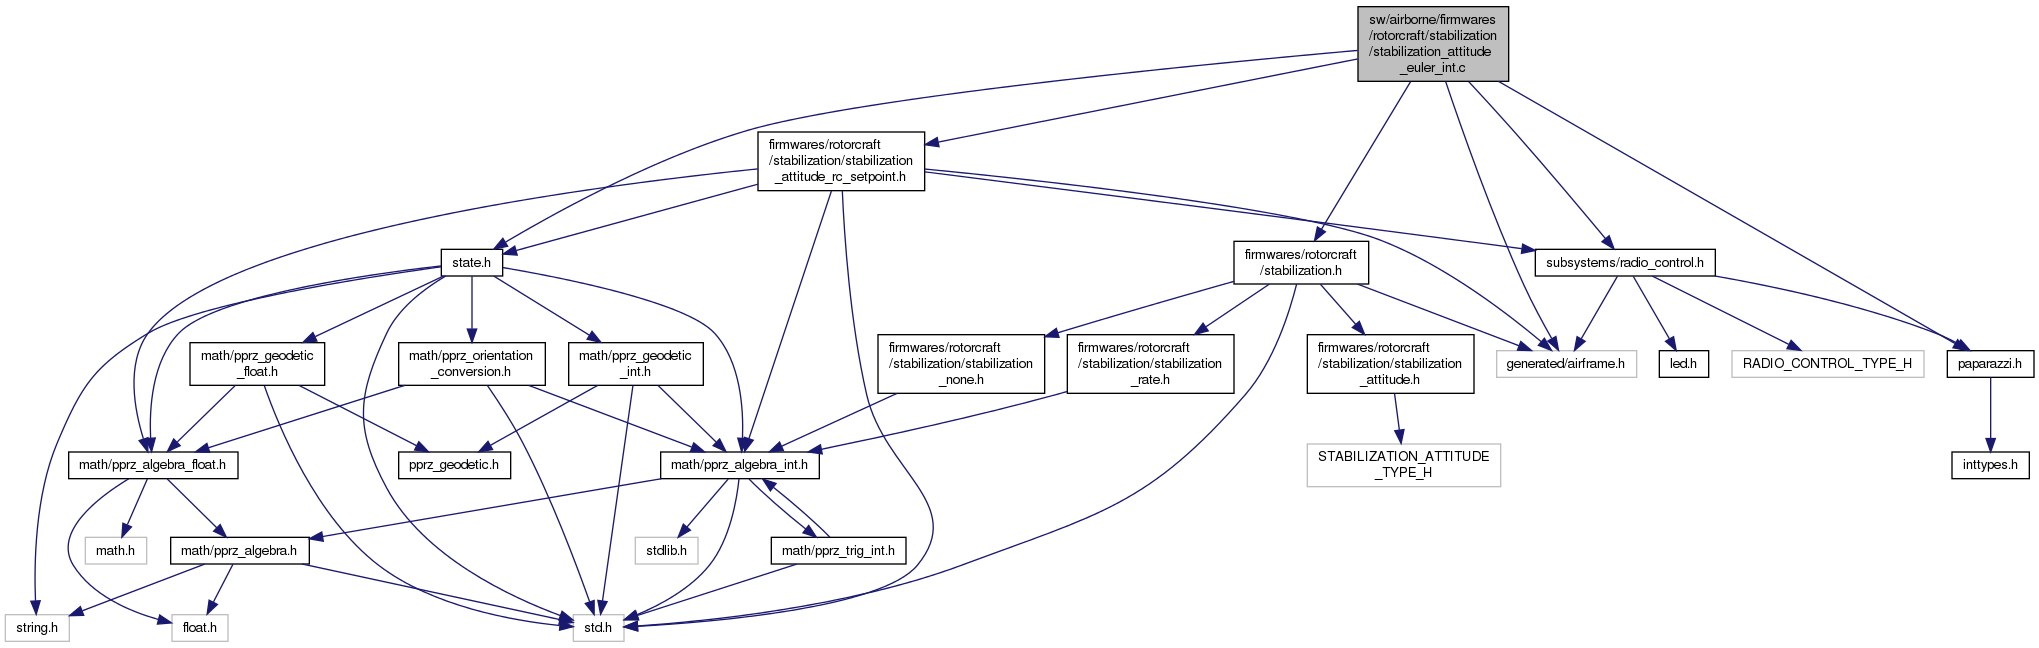 sw/airborne/firmwares
/rotorcraft/stabilization
/stabilization_attitude
_euler_int.c
firmwares/rotorcraft
/stabilization/stabilization
_attitude_rc_setpoint.h
state.h
firmwares/rotorcraft
/stabilization.h
subsystems/radio_control.h
math/pprz_geodetic
_float.h
math/pprz_orientation
_conversion.h
math/pprz_geodetic
_int.h
firmwares/rotorcraft
/stabilization/stabilization
_none.h
firmwares/rotorcraft
/stabilization/stabilization
_rate.h
firmwares/rotorcraft
/stabilization/stabilization
_attitude.h
generated/airframe.h
led.h
RADIO_CONTROL_TYPE_H
paparazzi.h
math/pprz_algebra_float.h
pprz_geodetic.h
math/pprz_algebra_int.h
STABILIZATION_ATTITUDE
_TYPE_H
inttypes.h
math.h
math/pprz_algebra.h
stdlib.h
math/pprz_trig_int.h
string.h
float.h
std.h